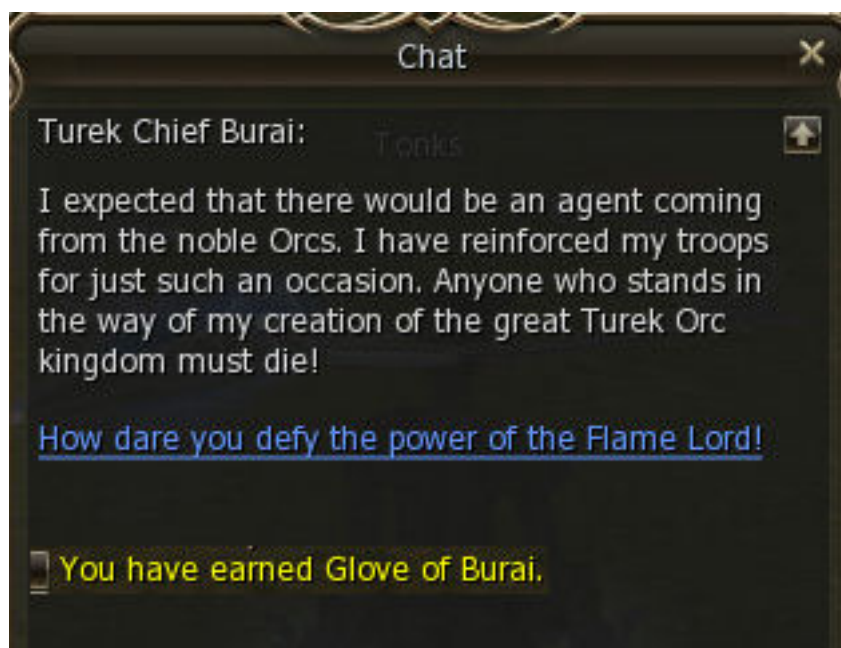 Chat
Turek Chief Burai:
Tonks
I expected that there would be an agent coming
from the noble Orcs. I have reinforced my troops
for just such an occasion. Anyone who stands in
the way of my creation of the great Turek Orc
kingdom must die!
How dare you defy the power of the Flame Lord!
You have earned Glove of Burai.